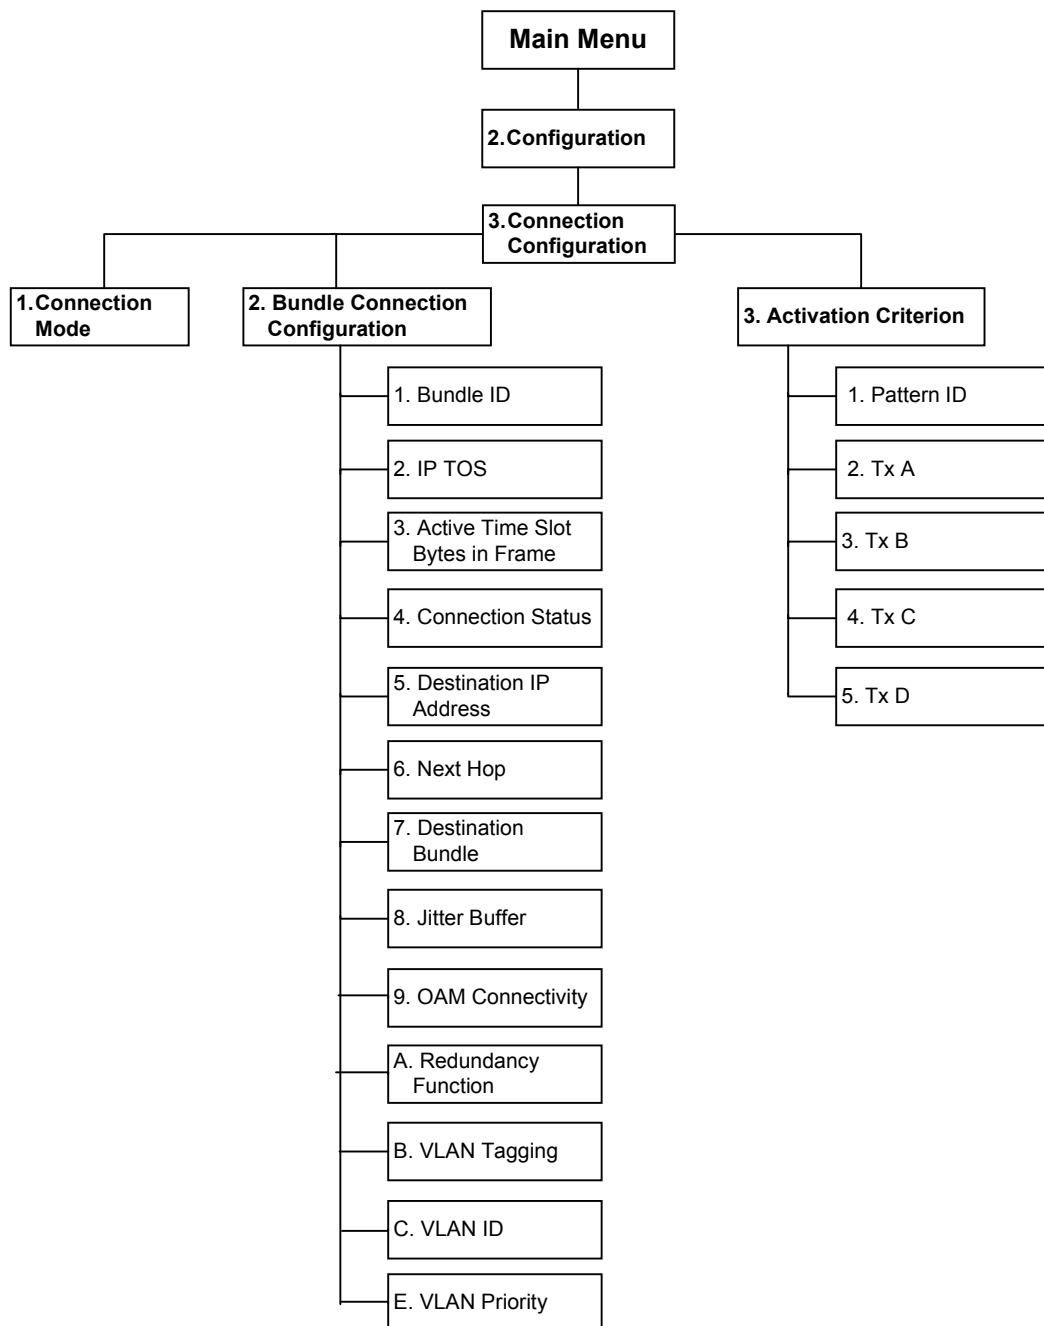 Main Menu
2.Configuration
3.Connection
Configuration
1.Connection
Mode
2. Bundle Connection
Configuration
3. Activation Criterion
1. Bundle ID
2. IP TOS
3. Active Time Slot
Bytes in Frame
4. Connection Status
5. Destination IP
Address
6. Next Hop
7. Destination
Bundle
8. Jitter Buffer
9. OAM Connectivity
A. Redundancy
Function
B. VLAN Tagging
C. VLAN ID
E. VLAN Priority
1. Pattern ID
2. Tx A
3. Tx B
4. Tx C
5. Tx D